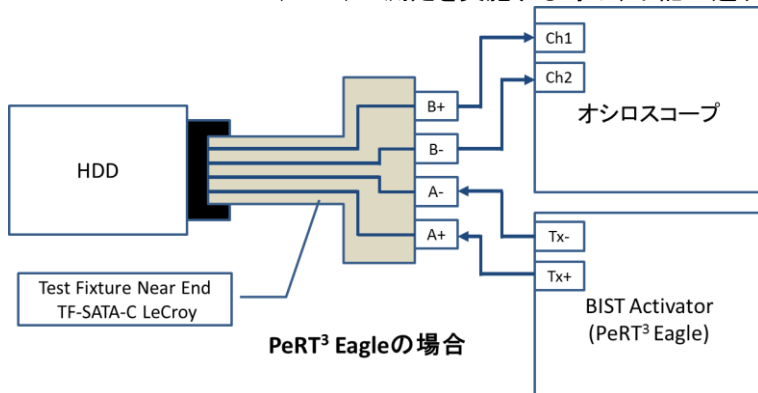 HDD
B+
B-
A-
A+
Ch1
Ch2
オシロスコープ
Tx-
Tx+
BIST Activator
(PeRT³ Eagle)
Test Fixture Near End
TF-SATA-C LeCroy
PeRT³ Eagleの場合